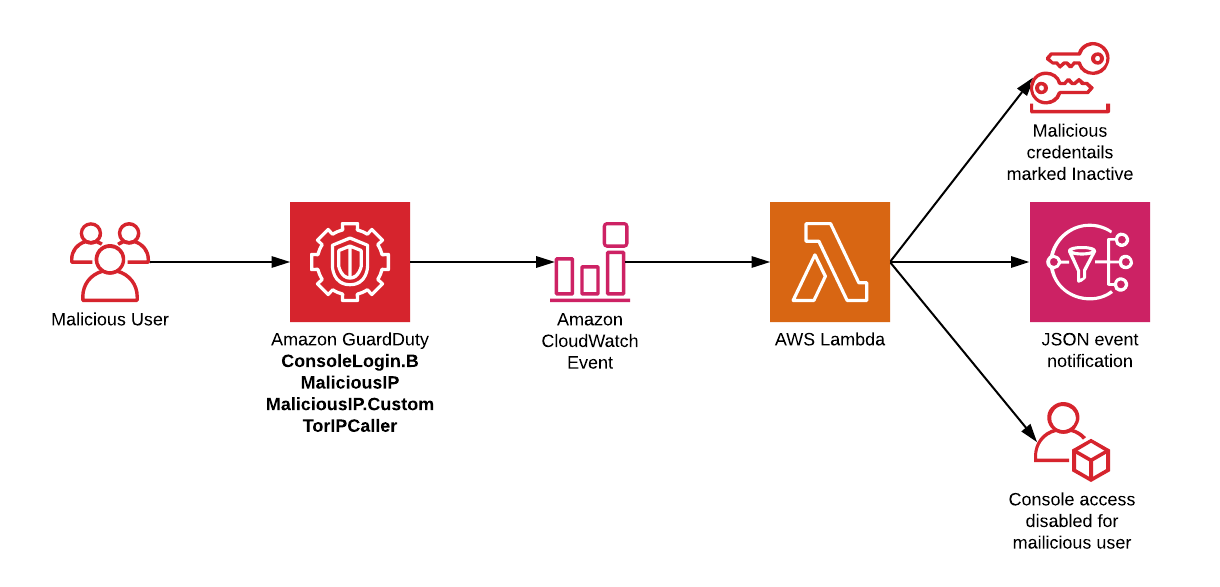 Malicious User
Amazon GuardDuty
ConsoleLogin.B
MaliciousIP
MaliciousIP.Custom
TorIPCaller
Amazon
CloudWatch
Event
AWS Lambda
Malicious
credentails
marked Inactive
JSON event
notification
Console access
disabled for
mailicious user